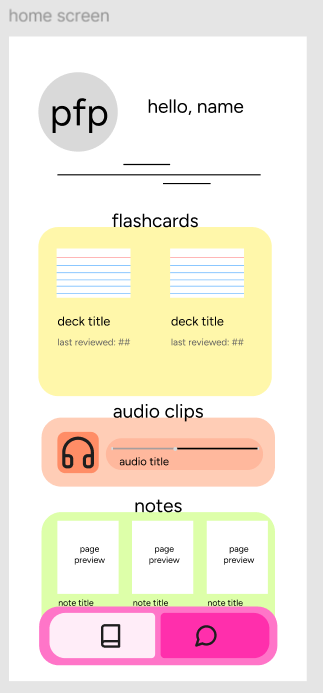 home screen
pfp
hello, name
flashcards
deck title
deck title
last reviewed: ##
last reviewed: ##
audio clips
audio title
notes
page
preview
page
preview
page
preview
note title
note title
note title